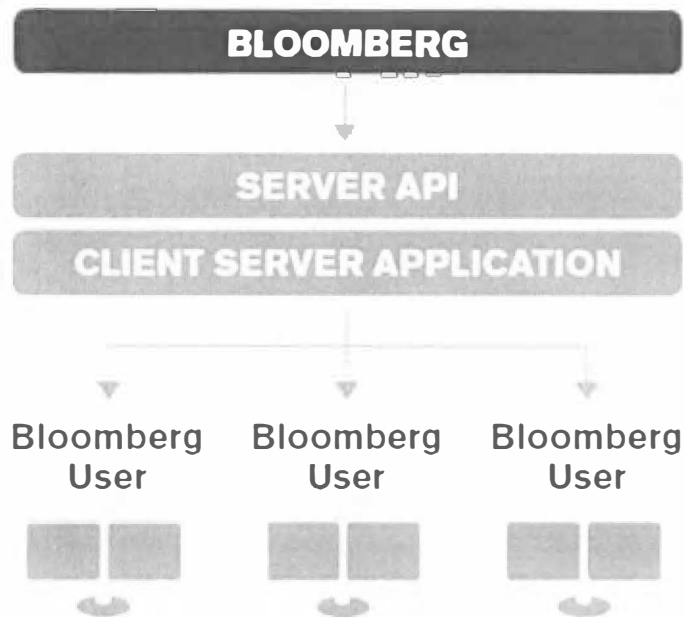 BLOOMBERG
SERVER API
CLIENT SERVER APPLICATION
Bloomberg Bloomberg Bloomberg
User User User